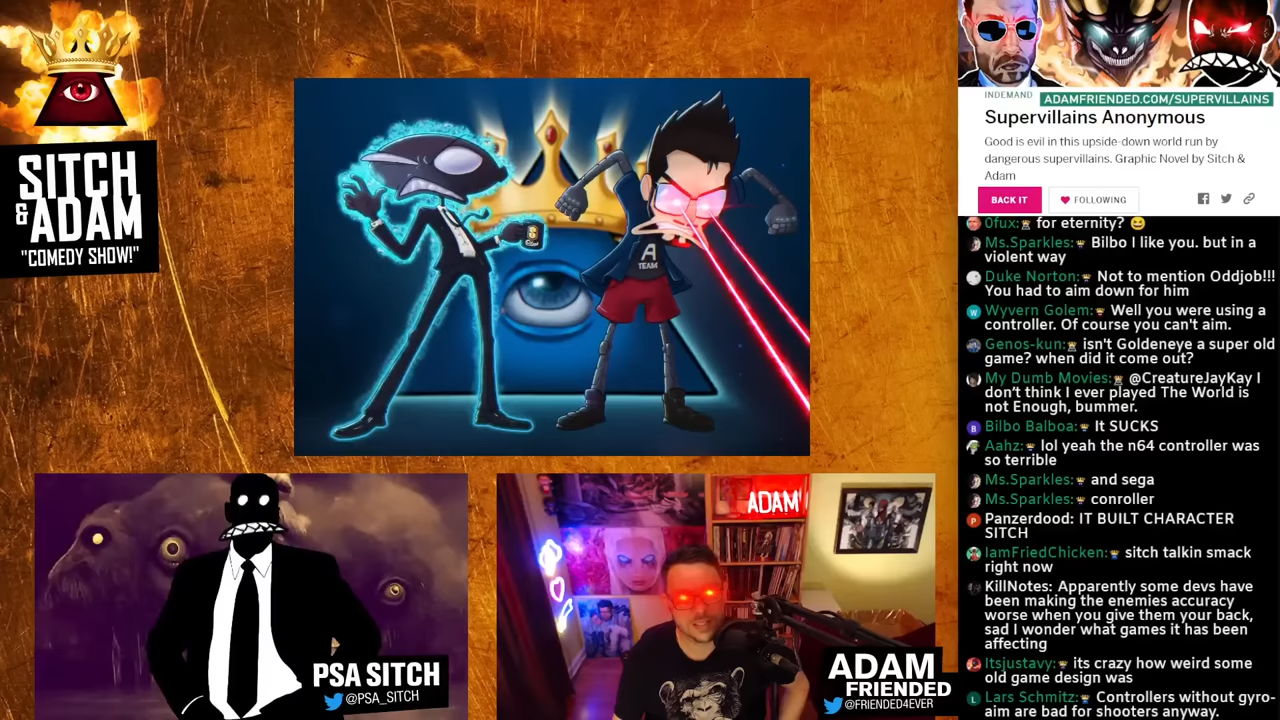 SITCH
& ADAM
"COMEDY SHOW!"
A
TEAM
PSA SITCH
@PSA_SITCH
ADAM
ADAM
FRIENDED
@FRIENDED4EVER
INDEMAND
ADAMFRIENDED.COM/SUPERVILLAINS
Supervillains Anonymous
Good is evil in this upside-down world run by
dangerous supervillains. Graphic Novel by Sitch &
Adam
BACK IT
FOLLOWING
0fux: for eternity?
Ms.Sparkles: Bilbo I like you. but in a
violent way
Duke Norton: Not to mention Oddjob!!!
You had to aim down for him
Wyvern Golem: Well you were using a
controller. Of course you can't aim.
Genos-kun: isn't Goldeneye a super old
game? when did it come out?
My Dumb Movies: @CreatureJayKay I
don't think I ever played The World is
not Enough, bummer.
Bilbo Balboa: It SUCKS
Aahz: lol yeah the n64 controller was
so terrible
Ms.Sparkles: and sega
Ms.Sparkles: conroller
Panzerdood: IT BUILT CHARACTER
SITCH
IamFriedChicken: sitch talkin smack
right now
KillNotes: Apparently some devs have
been making the enemies accuracy
worse when you give them your back,
sad I wonder what games it has been
affecting
Itsjustavy: its crazy how weird some
old game design was
Lars Schmitz: Controllers without gyro-
aim are bad for shooters anyway.